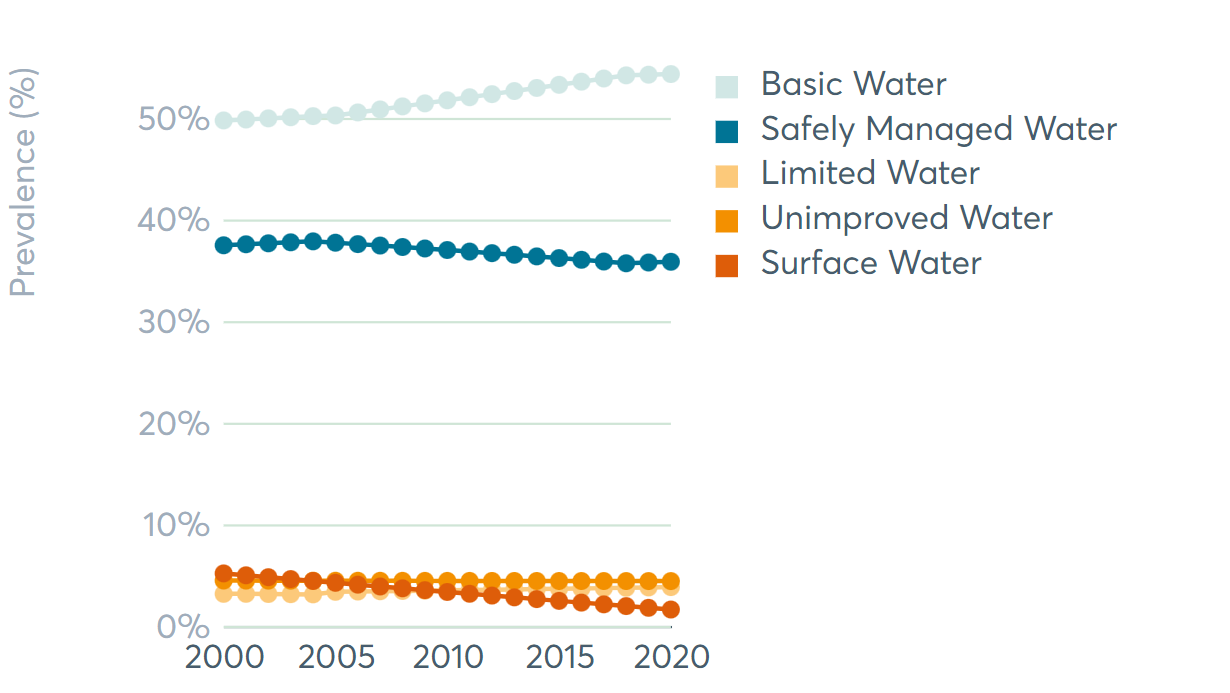 Prevalence (%)
50%
40%
30%
20%
10%
0%
2000 2005 2010 2015 2020
Basic Water
Safely Managed Water
Limited Water
Unimproved Water
Surface Water